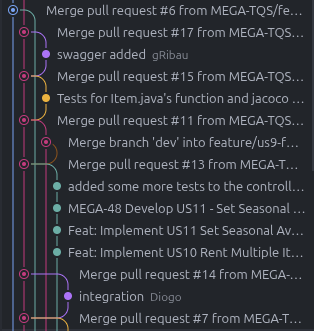 Merge pull request #6 from MEGA-TQS/fe...
Merge pull request #17 from MEGA-TQS...
swagger added gRibau
Merge pull request #15 from MEGA-TQS...
Tests for Item.java's function and jacoco ...
Merge pull request #11 from MEGA-TQS...
Merge branch 'dev' into feature/us9-f...
Merge pull request #13 from MEGA-T...
added some more tests to the controll...
MEGA-48 Develop US11 - Set Seasonal ...
Feat: Implement US11 Set Seasonal Av...
Feat: Implement US10 Rent Multiple It...
Merge pull request #14 from MEGA-...
integration Diogo
Merge pull request #7 from MEGA-T...